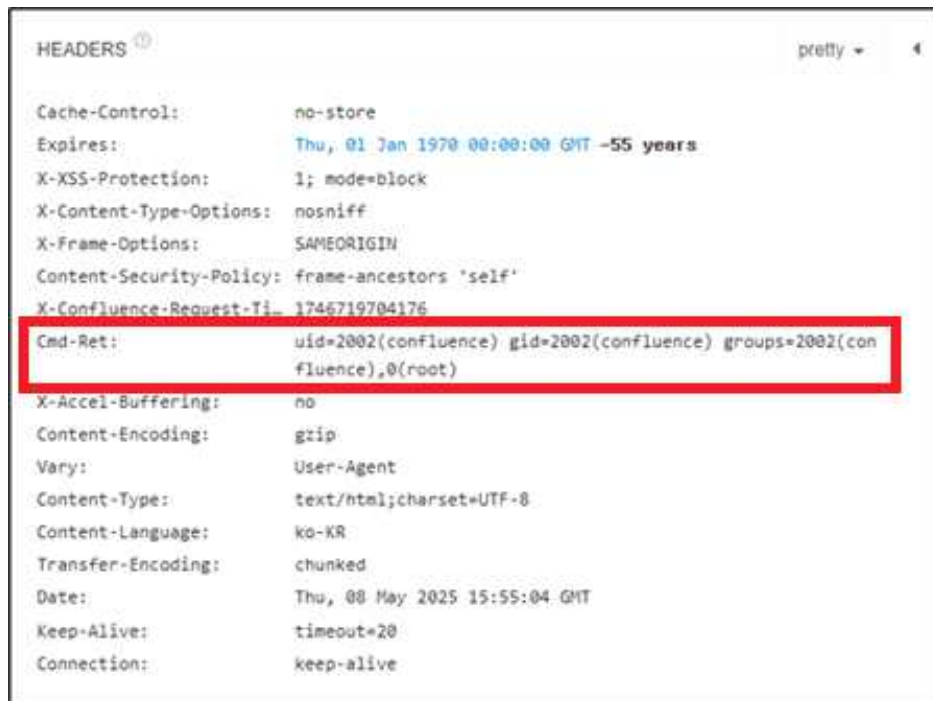 HEADERS pretty
Cache-Control: no-store
Expires: Thu, 01 Jan 1970 00:00:00 GMT -55 years
X-XSS-Protection: 1; mode=block
X-Content-Type-Options: nosniff
X-Frame-Options: SAMEORIGIN
Content-Security-Policy: frame-ancestors 'self'
X-Confluence-Request-Ti… 1746719704176
Cmd-Ret: uid=2002(confluence) gid=2002(confluence) groups=2002(con
fluence),0(root)
X-Accel-Buffering: no
Content-Encoding: gzip
Vary: User-Agent
Content-Type: text/html;charset=UTF-8
Content-Language: ko-KR
Transfer-Encoding: chunked
Date: Thu, 08 May 2025 15:55:04 GMT
Keep-Alive: timeout=20
Connection: keep-alive